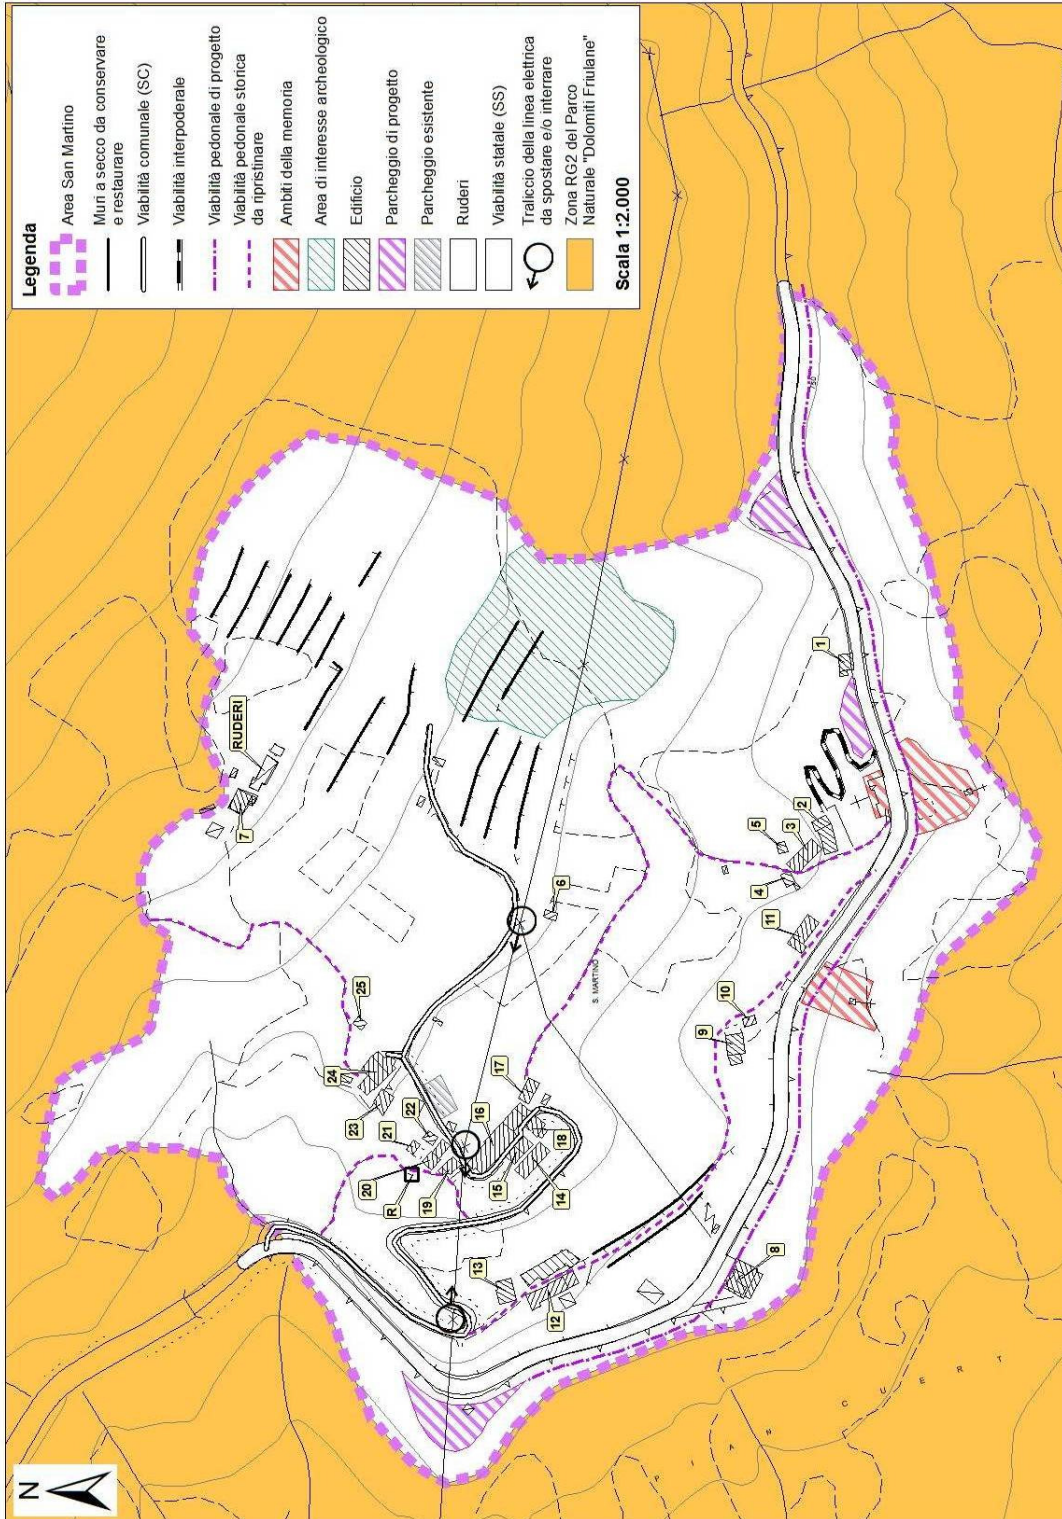 Legenda
Area San Martino
Muri a secco da conservare
e restaurare
Viabilità comunale (SC)
Viabilità interpoderale
Viabilità pedonale di progetto
Viabilità pedonale storica
da ripristinare
Ambiti della memoria
Area di interesse archeologico
Edificio
Parcheggio di progetto
Parcheggio esistente
Ruderi
Viabilità statale (SS)
Traliccio della linea elettrica
da spostare e/o interrare
Zona RG2 del Parco
Naturale "Dolomiti Friulane"
Scala 1:2.000
N
RUDERI
7
25
24
23
22
21
20
R
19
16
17
15
18
14
13
12
8
6
S. MARTINO
5
4
3
2
1
11
10
9
750
PIAN CUERT